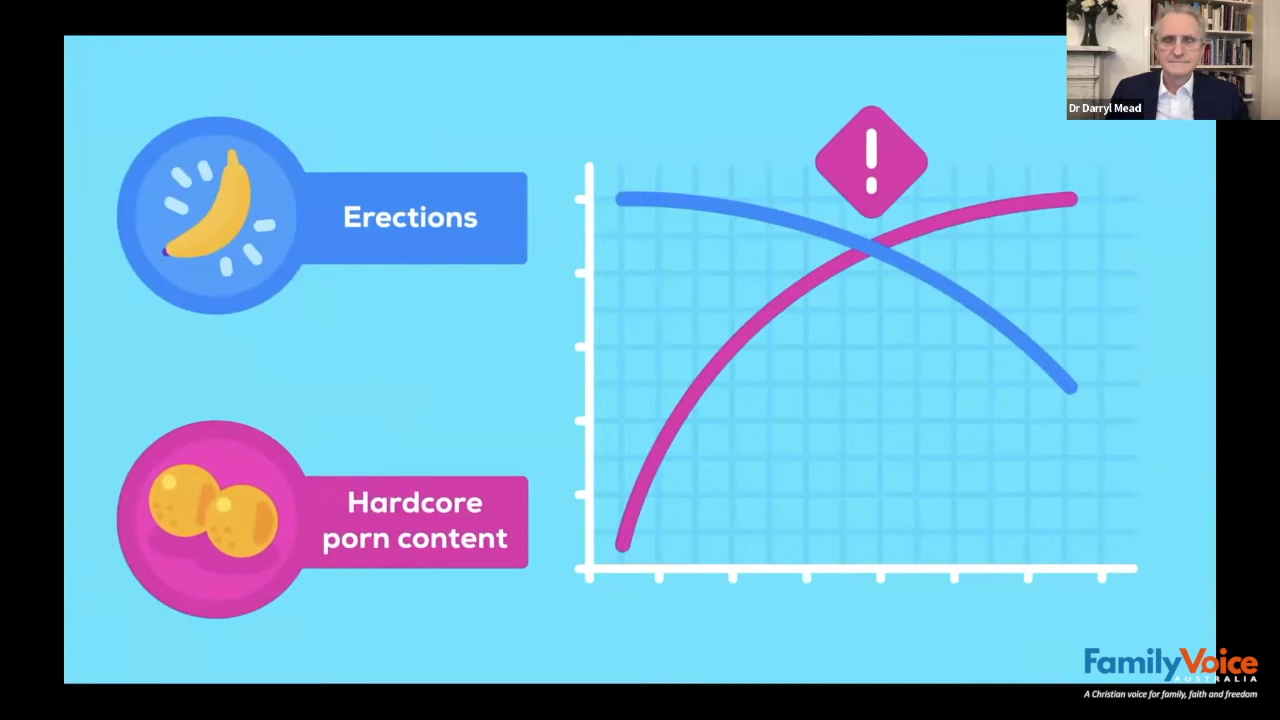 Dr Darryl Mead
Erections
Hardcore
porn content
!
FamilyVoice
AUSTRALIA
A Christian voice for family, faith and freedom